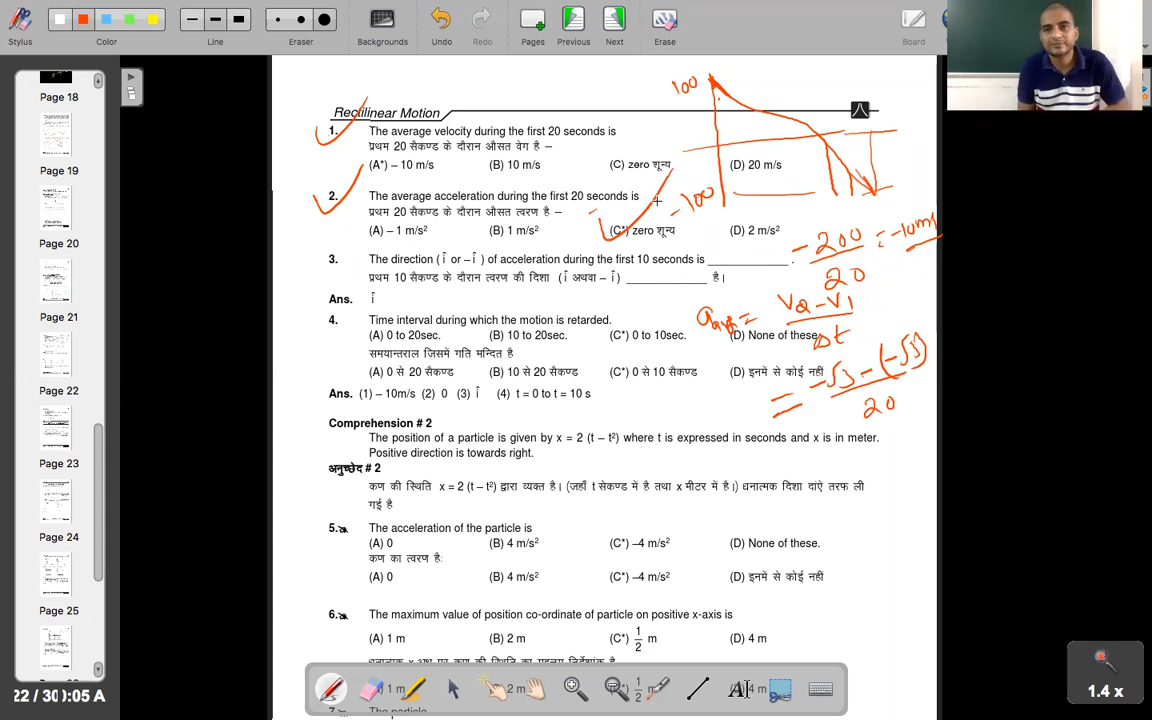 Stylus
Color
Line
Eraser
Backgrounds
Undo
Redo
Pages
Previous
Next
Erase
Board
Page 18
Page 19
Page 20
Page 21
Page 22
Page 23
Page 24
Page 25
22 / 30
0:05 A
1.4 x
Rectilinear Motion
1. The average velocity during the first 20 seconds is
प्रथम 20 सैकण्ड के दौरान औसत वेग है –
(A*) – 10 m/s (B) 10 m/s (C) zero शून्य (D) 20 m/s
2. The average acceleration during the first 20 seconds is
प्रथम 20 सैकण्ड के दौरान औसत त्वरण है –
(A) – 1 m/s² (B) 1 m/s² (C*) zero शून्य (D) 2 m/s²
3. The direction ( î or – î ) of acceleration during the first 10 seconds is ____________ .
प्रथम 10 सैकण्ड के दौरान त्वरण की दिशा ( î अथवा – î ) ____________ है।
Ans. î
4. Time interval during which the motion is retarded.
(A) 0 to 20sec. (B) 10 to 20sec. (C*) 0 to 10sec. (D) None of these
समयान्तराल जिसमें गति मन्दित है
(A) 0 से 20 सैकण्ड (B) 10 से 20 सैकण्ड (C*) 0 से 10 सैकण्ड (D) इनमें से कोई नहीं
Ans. (1) – 10m/s (2) 0 (3) î (4) t = 0 to t = 10 s
Comprehension # 2
The position of a particle is given by x = 2 (t – t²) where t is expressed in seconds and x is in meter.
Positive direction is towards right.
अनुच्छेद # 2
कण की स्थिति x = 2 (t – t²) द्वारा व्यक्त है। (जहाँ t सेकण्ड में है तथा x मीटर में है।) धनात्मक दिशा दांऐ तरफ ली
गई है
5. The acceleration of the particle is
(A) 0 (B) 4 m/s² (C*) –4 m/s² (D) None of these.
कण का त्वरण है:
(A) 0 (B) 4 m/s² (C*) –4 m/s² (D) इनमें से कोई नहीं
6. The maximum value of position co-ordinate of particle on positive x-axis is
(A) 1 m (B) 2 m (C*) 1/2 m (D) 4 m
100
-100
-200/20 = -10m/s
a avg = V2 - V1 / Δt
= -√3 - (-√3) / 20